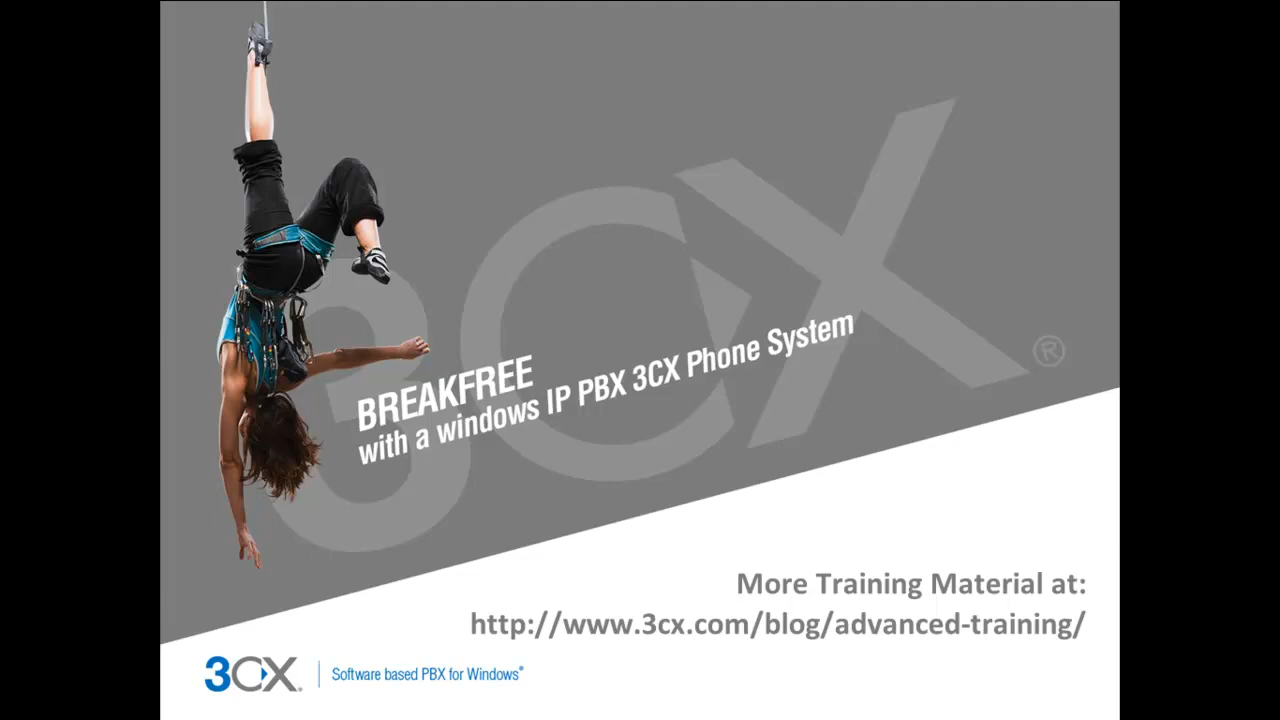 3CX ®
BREAKFREE
with a windows IP PBX 3CX Phone System
More Training Material at:
http://www.3cx.com/blog/advanced-training/
3CX® Software based PBX for Windows®